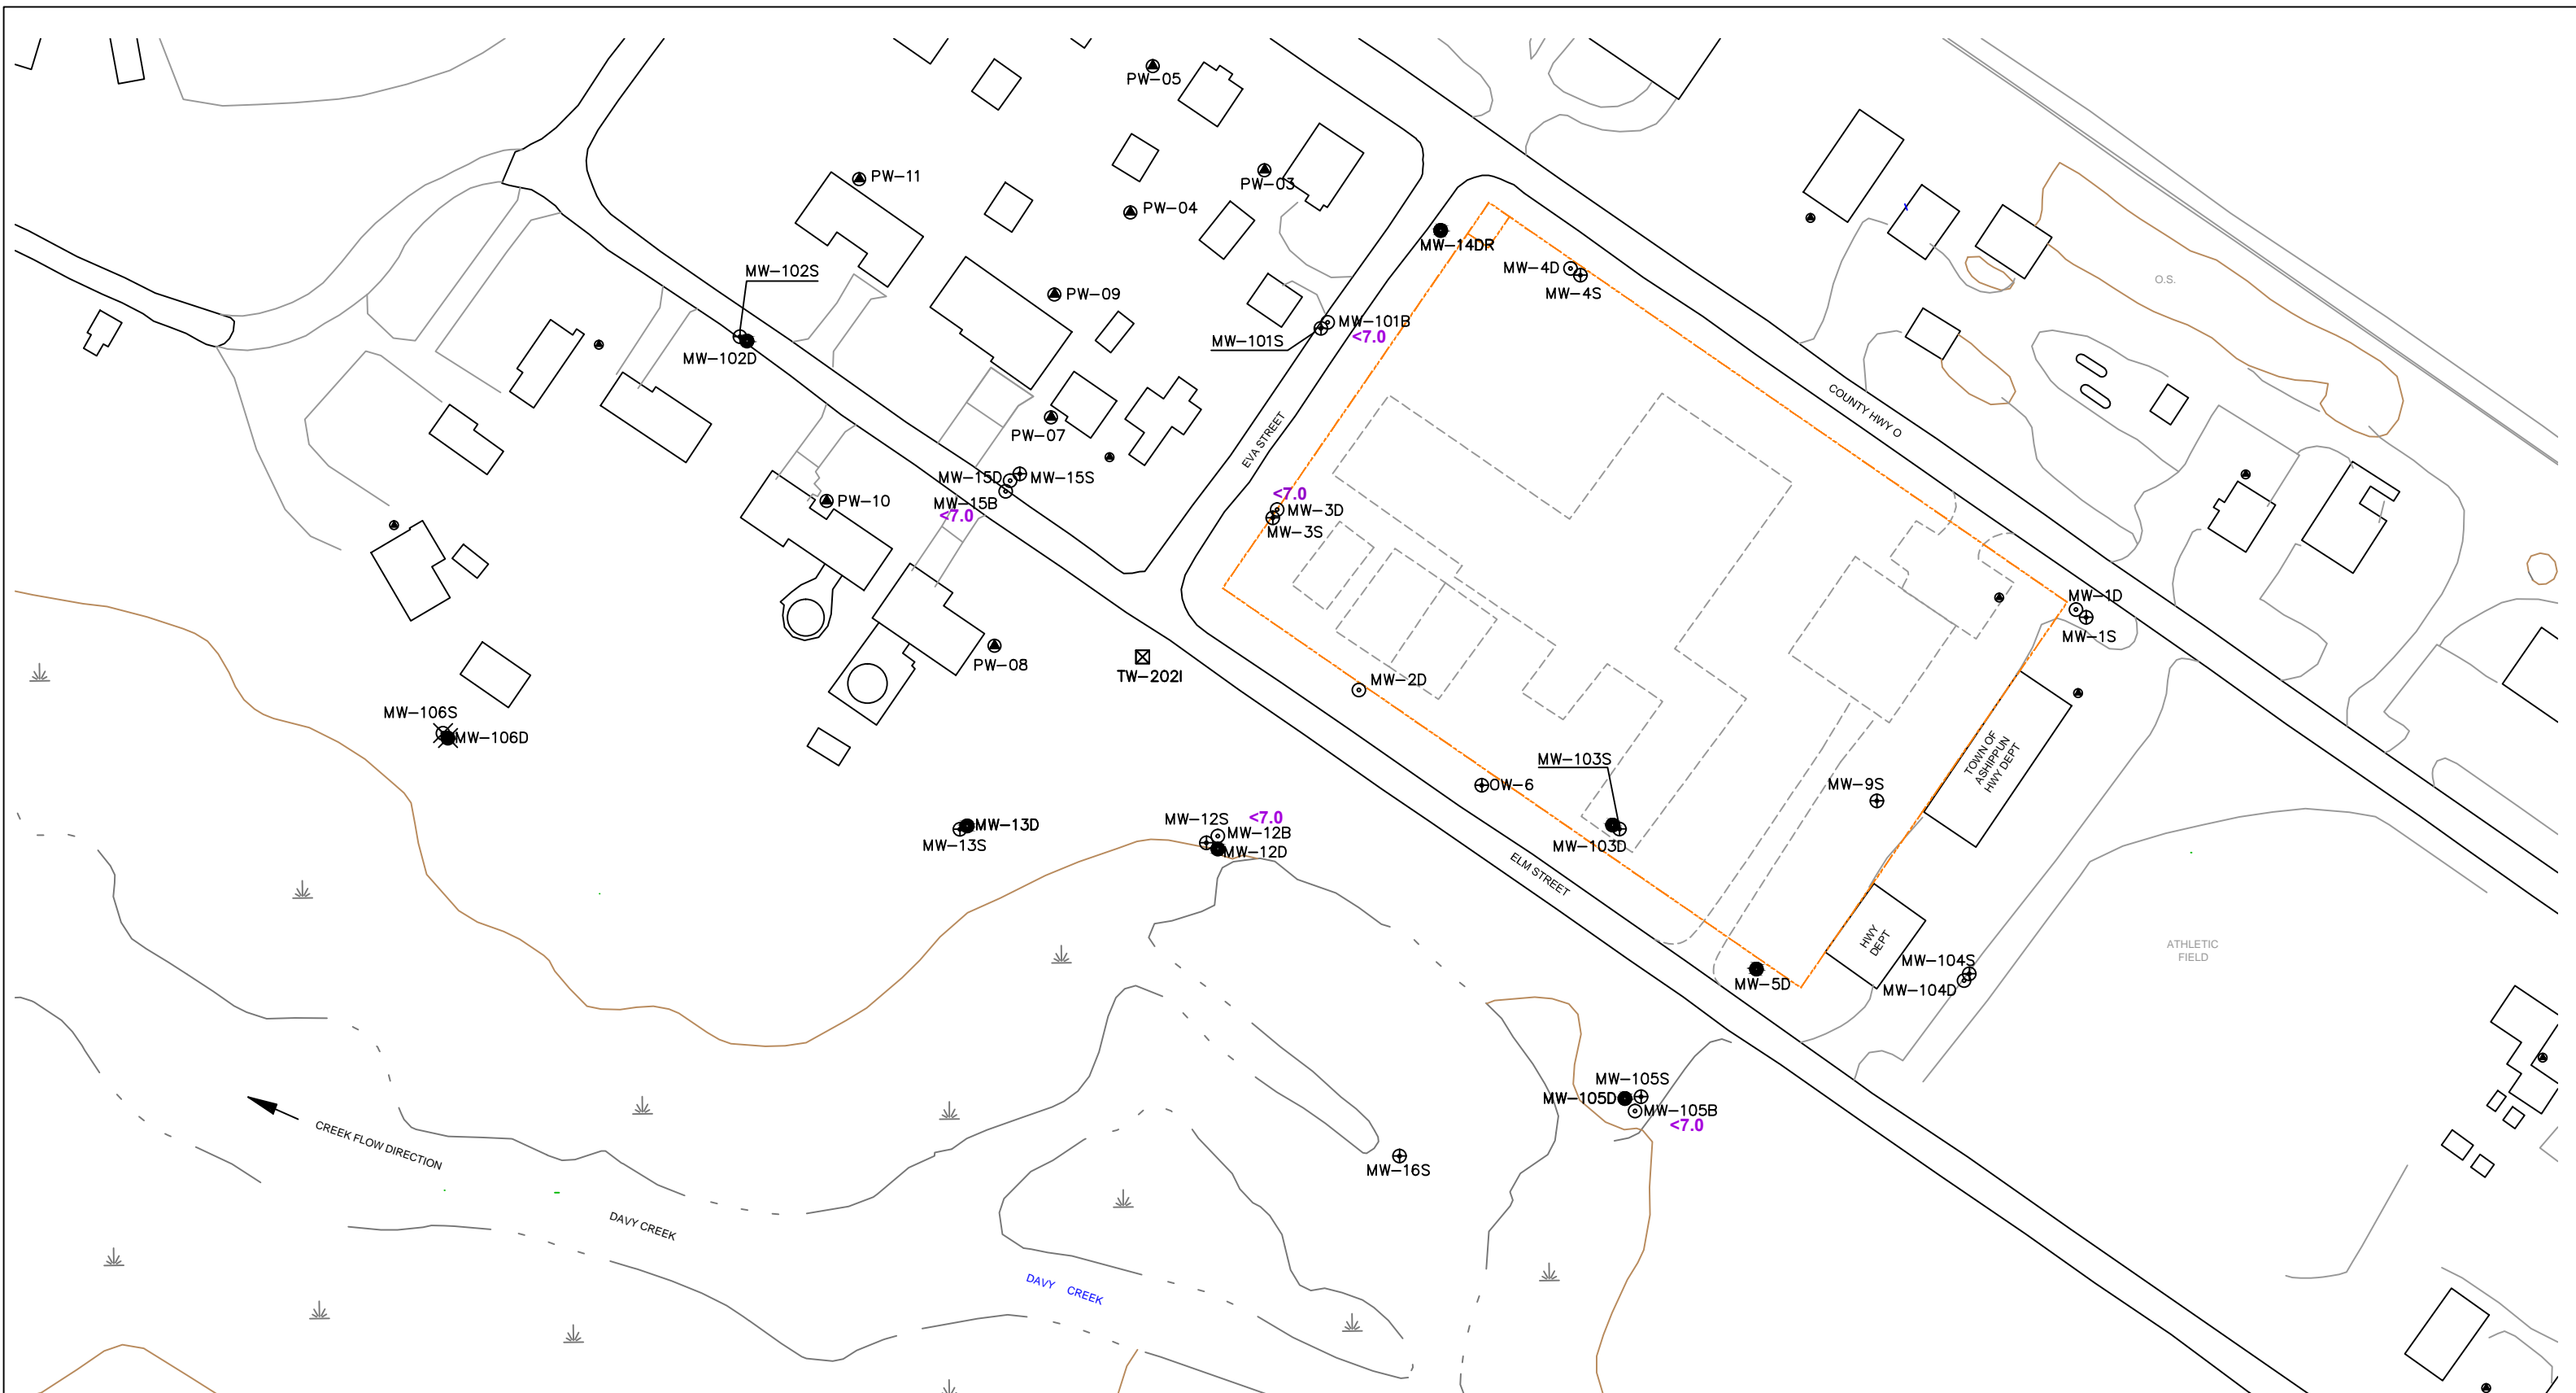 PW-05
PW-11
PW-03
PW-04
MW-14DR
MW-4D
MW-4S
MW-102S
O.S.
PW-09
MW-101B
<7.0
MW-101S
MW-102D
COUNTY HWY O
PW-07
EVA STREET
MW-15D
MW-15S
MW-15B
<7.0
PW-10
<7.0
MW-3D
MW-3S
MW-1D
MW-1S
PW-08
TW-202I
MW-2D
MW-106S
MW-106D
TOWN OF
ASHIPPUN
HWY DEPT
MW-103S
OW-6
MW-9S
MW-13D
MW-13S
MW-12S
<7.0
MW-12B
MW-12D
MW-103D
ELM STREET
HWY
DEPT
ATHLETIC
FIELD
MW-5D
MW-104S
MW-104D
MW-105S
MW-105D
MW-105B
<7.0
CREEK FLOW DIRECTION
MW-16S
DAVY CREEK
DAVY CREEK